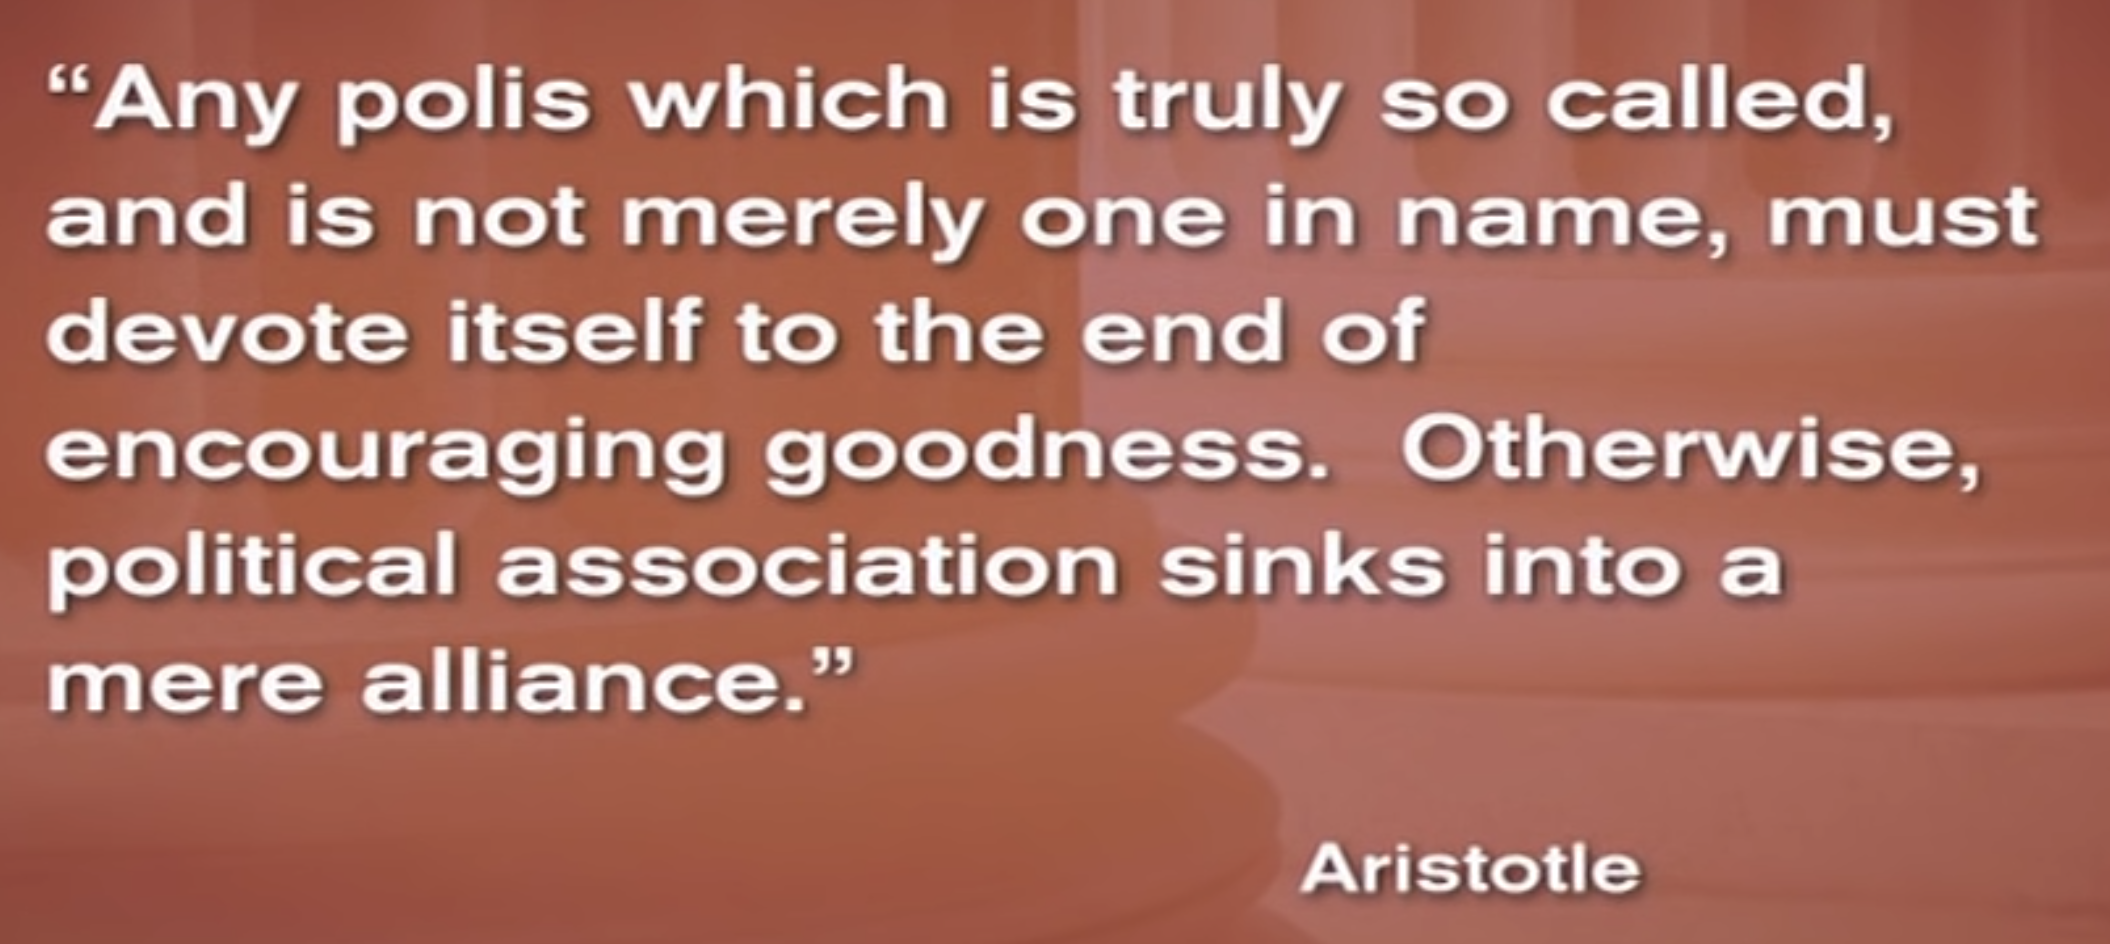 “Any polis which is truly so called,
and is not merely one in name, must
devote itself to the end of
encouraging goodness.  Otherwise,
political association sinks into a
mere alliance.”
Aristotle